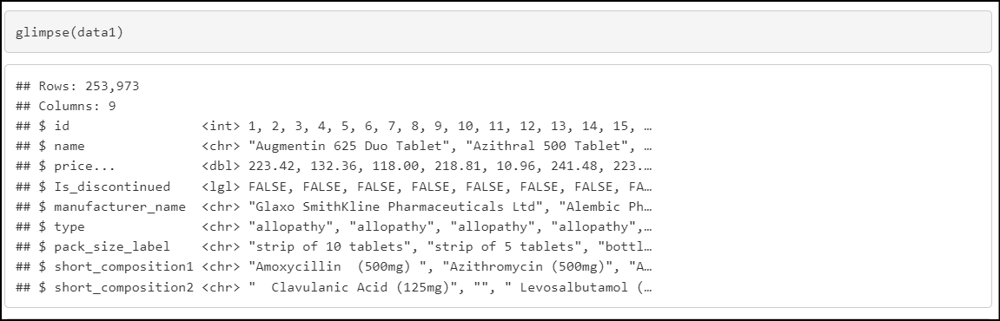 glimpse(data1)
## Rows: 253,973
## Columns: 9
## $ id                 <int> 1, 2, 3, 4, 5, 6, 7, 8, 9, 10, 11, 12, 13, 14, 15, …
## $ name               <chr> "Augmentin 625 Duo Tablet", "Azithral 500 Tablet", …
## $ price...           <dbl> 223.42, 132.36, 118.00, 218.81, 10.96, 241.48, 223.…
## $ Is_discontinued    <lgl> FALSE, FALSE, FALSE, FALSE, FALSE, FALSE, FALSE, FA…
## $ manufacturer_name  <chr> "Glaxo SmithKline Pharmaceuticals Ltd", "Alembic Ph…
## $ type               <chr> "allopathy", "allopathy", "allopathy", "allopathy",…
## $ pack_size_label    <chr> "strip of 10 tablets", "strip of 5 tablets", "bottl…
## $ short_composition1 <chr> "Amoxycillin  (500mg) ", "Azithromycin (500mg)", "A…
## $ short_composition2 <chr> "  Clavulanic Acid (125mg)", "", " Levosalbutamol (…